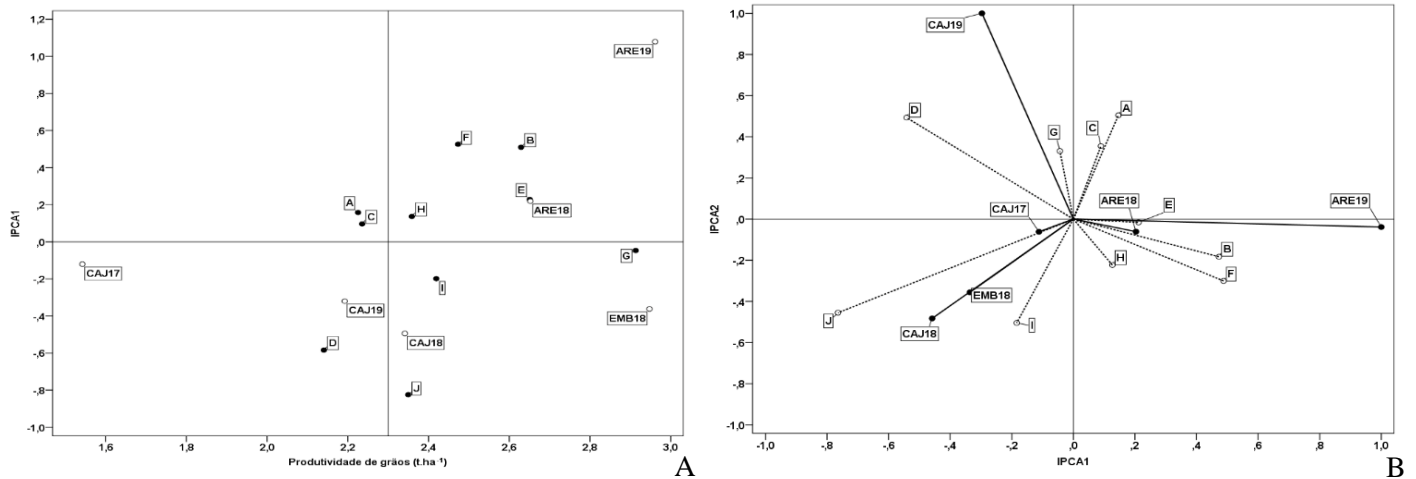 1,2
1,0
,8
,6
,4
,2
,0
-,2
-,4
-,6
-,8
-1,0
IPCA1
1,6 1,8 2,0 2,2 2,4 2,6 2,8 3,0
Produtividade de grãos (t.ha⁻¹)
ARE19
F
B
E
ARE18
A
C
H
G
CAJ17
I
CAJ19
EMB18
CAJ18
D
J
A
1,0
,8
,6
,4
,2
,0
-,2
-,4
-,6
-,8
-1,0
IPCA2
-1,0 -,8 -,6 -,4 -,2 ,0 ,2 ,4 ,6 ,8 1,0
IPCA1
CAJ19
D
A
G
C
CAJ17
ARE18
E
ARE19
B
H
F
EMB18
J
CAJ18
I
B